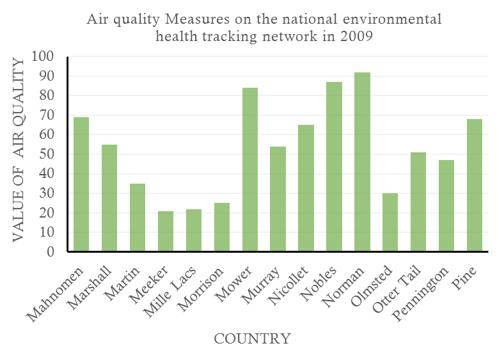 Air quality Measures on the national environmental
health tracking network in 2009
VALUE OF  AIR QUALITY
100
90
80
70
60
50
40
30
20
10
0
Mahnomen
Marshall
Martin
Meeker
Mille Lacs
Morrison
Mower
Murray
Nicollet
Nobles
Norman
Olmsted
Otter Tail
Pennington
Pine
COUNTRY